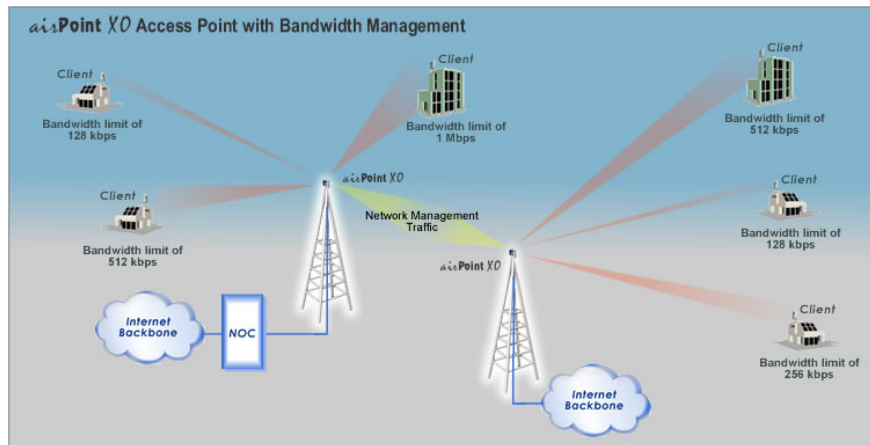 airPoint XO Access Point with Bandwidth Management
Client
Bandwidth limit of
128 kbps
Client
Bandwidth limit of
1 Mbps
Client
Bandwidth limit of
512 kbps
Client
Bandwidth limit of
512 kbps
airPoint XO
Network Management
Traffic
Client
Bandwidth limit of
128 kbps
airPoint XO
Internet
Backbone
NOC
Client
Bandwidth limit of
256 kbps
Internet
Backbone